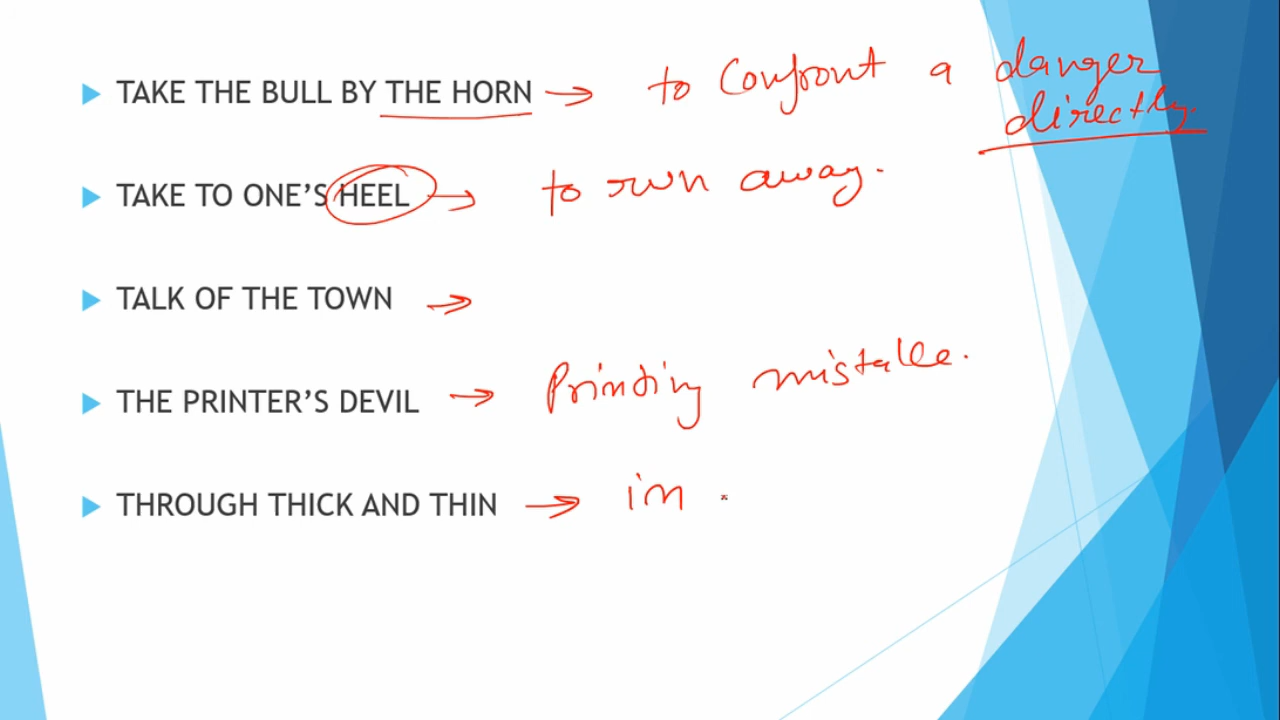 TAKE THE BULL BY THE HORN → to Confront a danger
directly.
TAKE TO ONE'S HEEL → to run away.
TALK OF THE TOWN →
THE PRINTER'S DEVIL → Printing mistake.
THROUGH THICK AND THIN → in